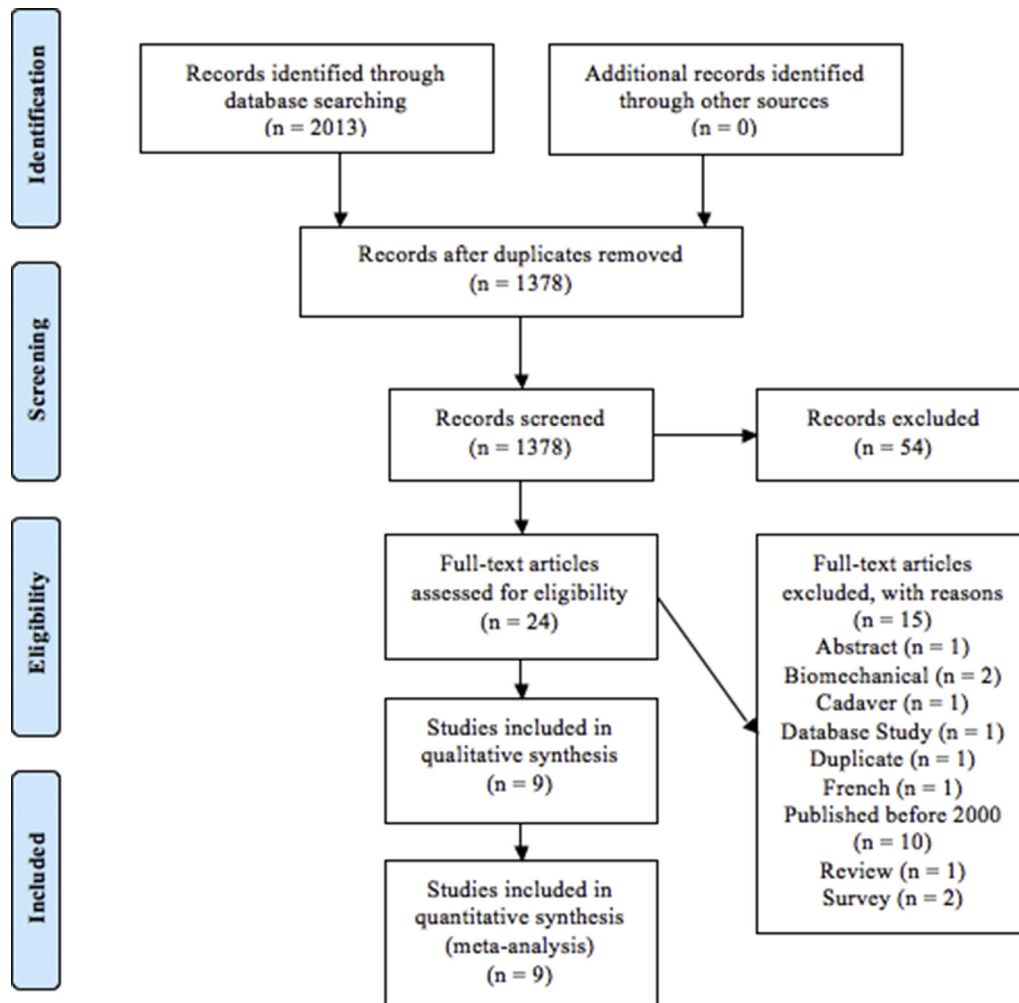 Identification
Records identified through
database searching
(n = 2013)
Additional records identified
through other sources
(n = 0)
Records after duplicates removed
(n = 1378)
Screening
Records screened
(n = 1378)
Records excluded
(n = 54)
Eligibility
Full-text articles
assessed for eligibility
(n = 24)
Full-text articles
excluded, with reasons
(n = 15)
Abstract (n = 1)
Biomechanical (n = 2)
Cadaver (n = 1)
Database Study (n = 1)
Duplicate (n = 1)
French (n = 1)
Published before 2000
(n = 10)
Review (n = 1)
Survey (n = 2)
Studies included in
qualitative synthesis
(n = 9)
Included
Studies included in
quantitative synthesis
(meta-analysis)
(n = 9)